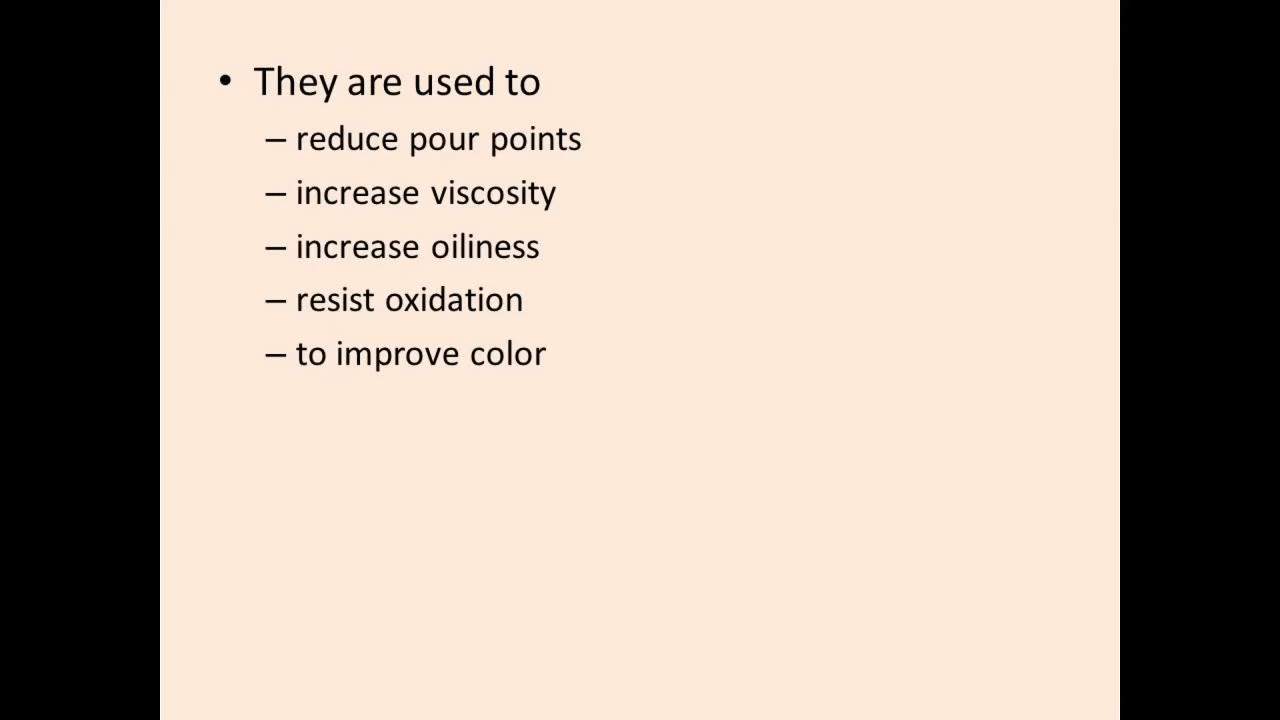 • They are used to
– reduce pour points
– increase viscosity
– increase oiliness
– resist oxidation
– to improve color